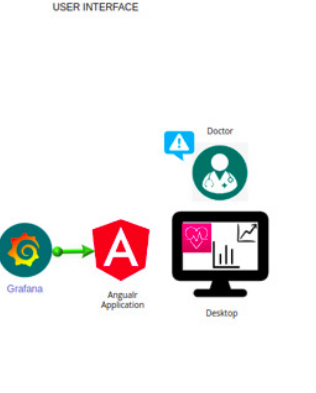 USER INTERFACE
Doctor
Grafana
Angualr
Application
Desktop